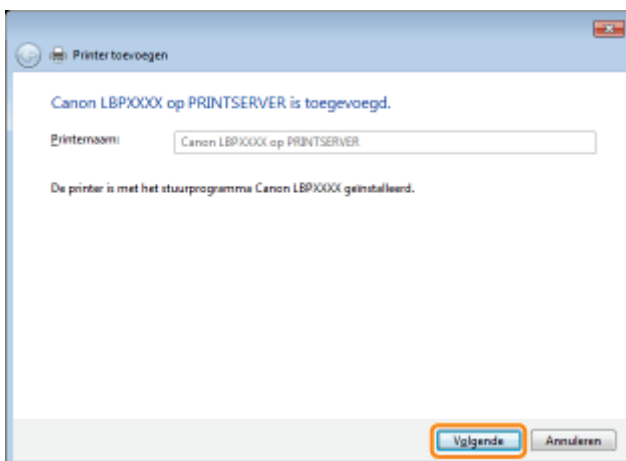 Printer toevoegen
Canon LBPXXXX op PRINTSERVER is toegevoegd.
Printernaam: Canon LBPXXXX op PRINTSERVER
De printer is met het stuurprogramma Canon LBPXXXX geïnstalleerd.
Volgende Annuleren